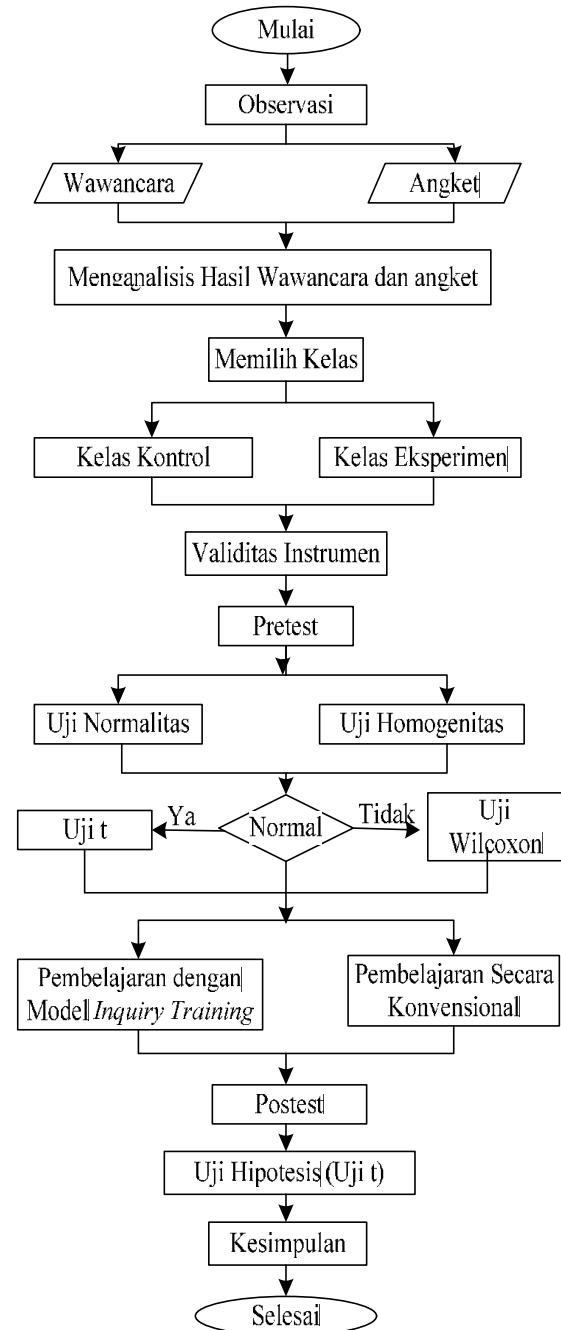 Mulai
Observasi
Wawancara
Angket
Menganalisis Hasil Wawancara dan angket
Memilih Kelas
Kelas Kontrol
Kelas Eksperimen
Validitas Instrumen
Pretest
Uji Normalitas
Uji Homogenitas
Uji t
Ya
Normal
Tidak
Uji
Wilcoxon
Pembelajaran dengan
Model Inquiry Training
Pembelajaran Secara
Konvensional
Postest
Uji Hipotesis (Uji t)
Kesimpulan
Selesai